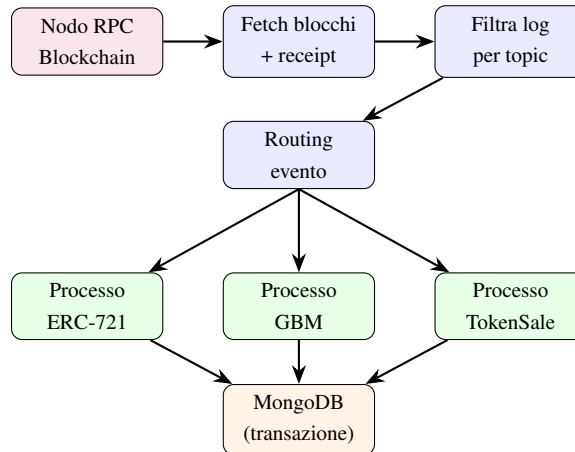 Nodo RPC
Blockchain
Fetch blocchi
+ receipt
Filtra log
per topic
Routing
evento
Processo
ERC-721
Processo
GBM
Processo
TokenSale
MongoDB
(transazione)